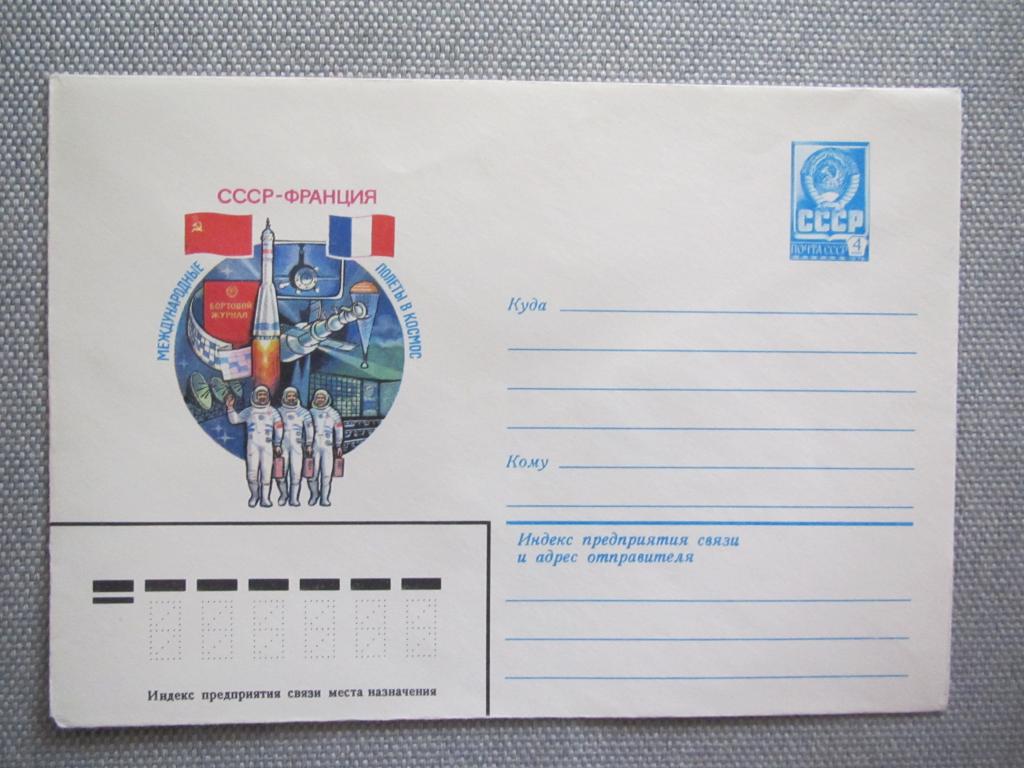 СССР-ФРАНЦИЯ
МЕЖДУНАРОДНЫЕ
ПОЛЕТЫ В КОСМОС
БОРТОВОЙ
ЖУРНАЛ
СССР
ПОЧТА СССР 4
Куда
Кому
Индекс предприятия связи
и адрес отправителя
Индекс предприятия связи места назначения